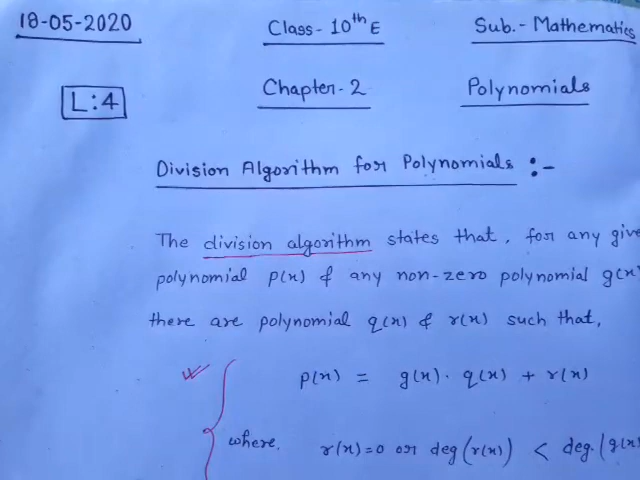 18-05-2020 Class- 10th E Sub.- Mathematics
L:4 Chapter-2 Polynomials
Division Algorithm for Polynomials :-
The division algorithm states that, for any give
polynomial p(x) & any non-zero polynomial g(x)
there are polynomial q(x) & r(x) such that,
p(x) = g(x). q(x) + r(x)
where, r(x)=0 or deg(r(x)) < deg.(g(x)